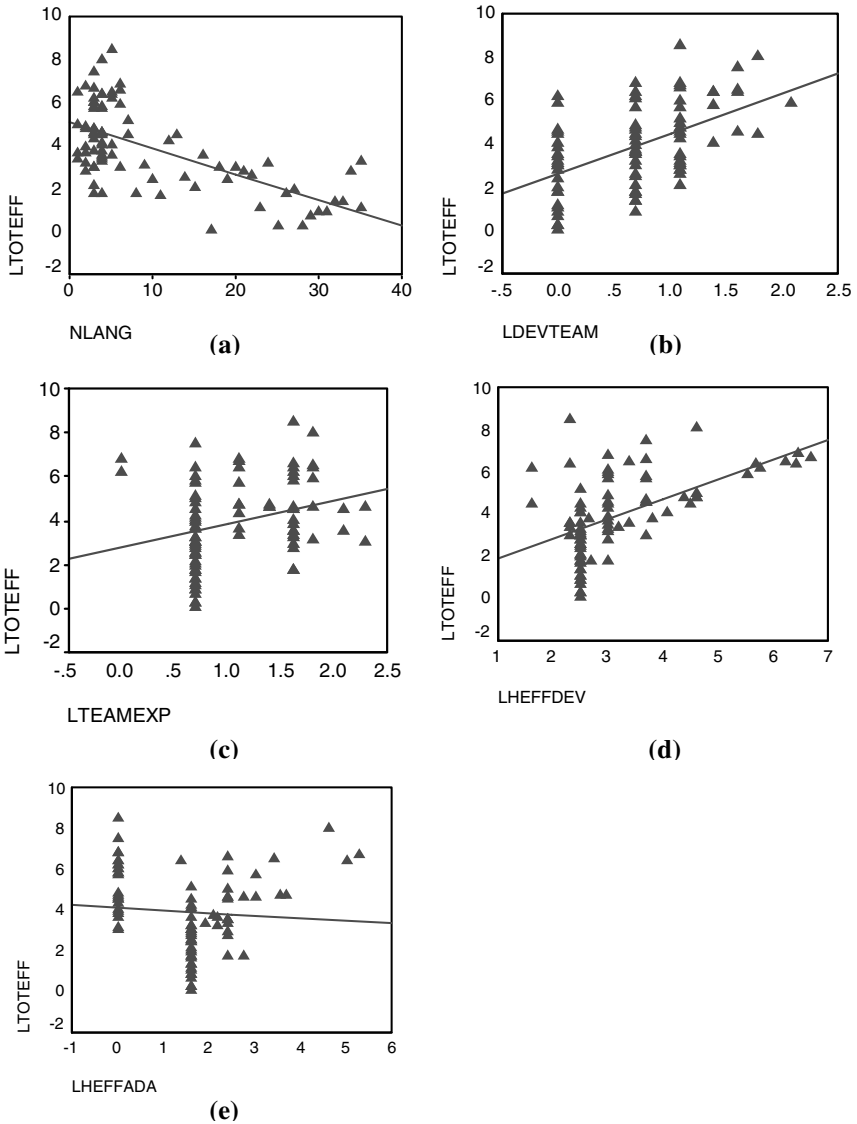 10
8
6
4
2
0
-2
LTOTEFF
0 10 20 30 40
NLANG
(a)
10
8
6
4
2
0
-2
LTOTEFF
-.5 0.0 .5 1.0 1.5 2.0 2.5
LDEVTEAM
(b)
10
8
6
4
2
0
-2
LTOTEFF
-.5 0.0 .5 1.0 1.5 2.0 2.5
LTEAMEXP
(c)
10
8
6
4
2
0
-2
LTOTEFF
1 2 3 4 5 6 7
LHEFFDEV
(d)
10
8
6
4
2
0
-2
LTOTEFF
-1 0 1 2 3 4 5 6
LHEFFADA
(e)